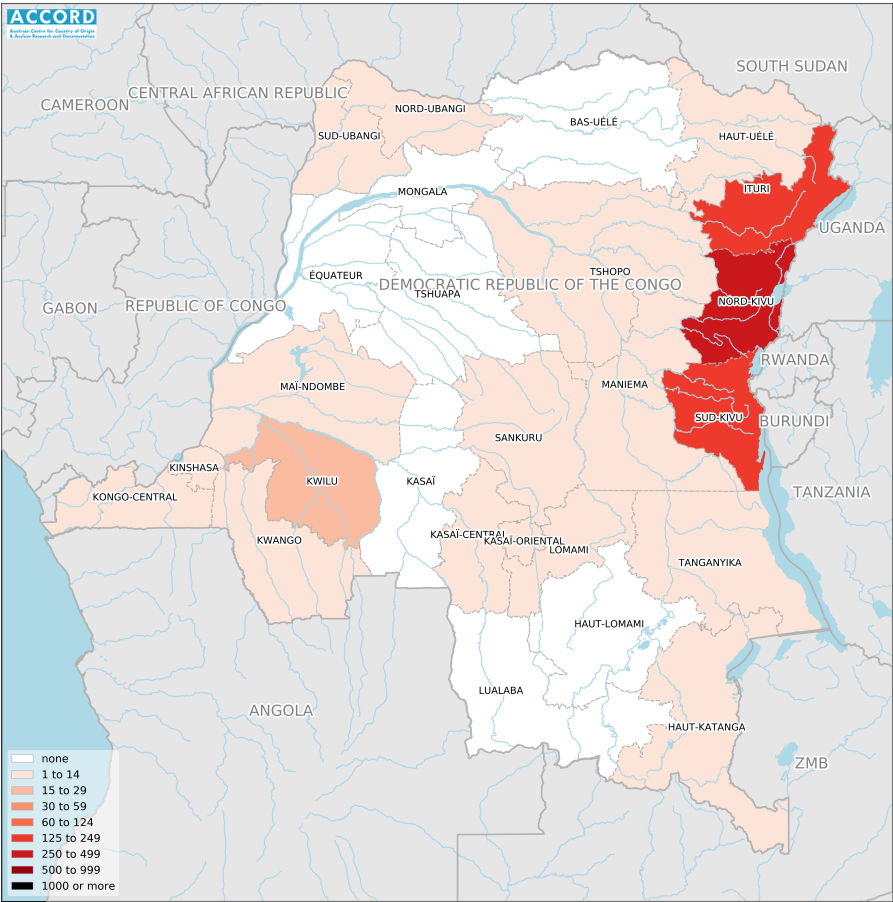 ACCORD
Austrian Centre for Country of Origin
& Asylum Research and Documentation
SOUTH SUDAN
CENTRAL AFRICAN REPUBLIC
CAMEROON
NORD-UBANGI
BAS-UÉLÉ
SUD-UBANGI
HAUT-UÉLÉ
ITURI
MONGALA
UGANDA
TSHOPO
ÉQUATEUR
DEMOCRATIC REPUBLIC OF THE CONGO
TSHUAPA
NORD-KIVU
REPUBLIC OF CONGO
GABON
RWANDA
MAÏ-NDOMBE
MANIEMA
SUD-KIVU
BURUNDI
SANKURU
KINSHASA
KWILU
KASAÏ
TANZANIA
KONGO-CENTRAL
KASAÏ-CENTRAL
KWANGO
KASAÏ-ORIENTAL
LOMAMI
TANGANYIKA
HAUT-LOMAMI
LUALABA
ANGOLA
HAUT-KATANGA
ZMB
none
1 to 14
15 to 29
30 to 59
60 to 124
125 to 249
250 to 499
500 to 999
1000 or more